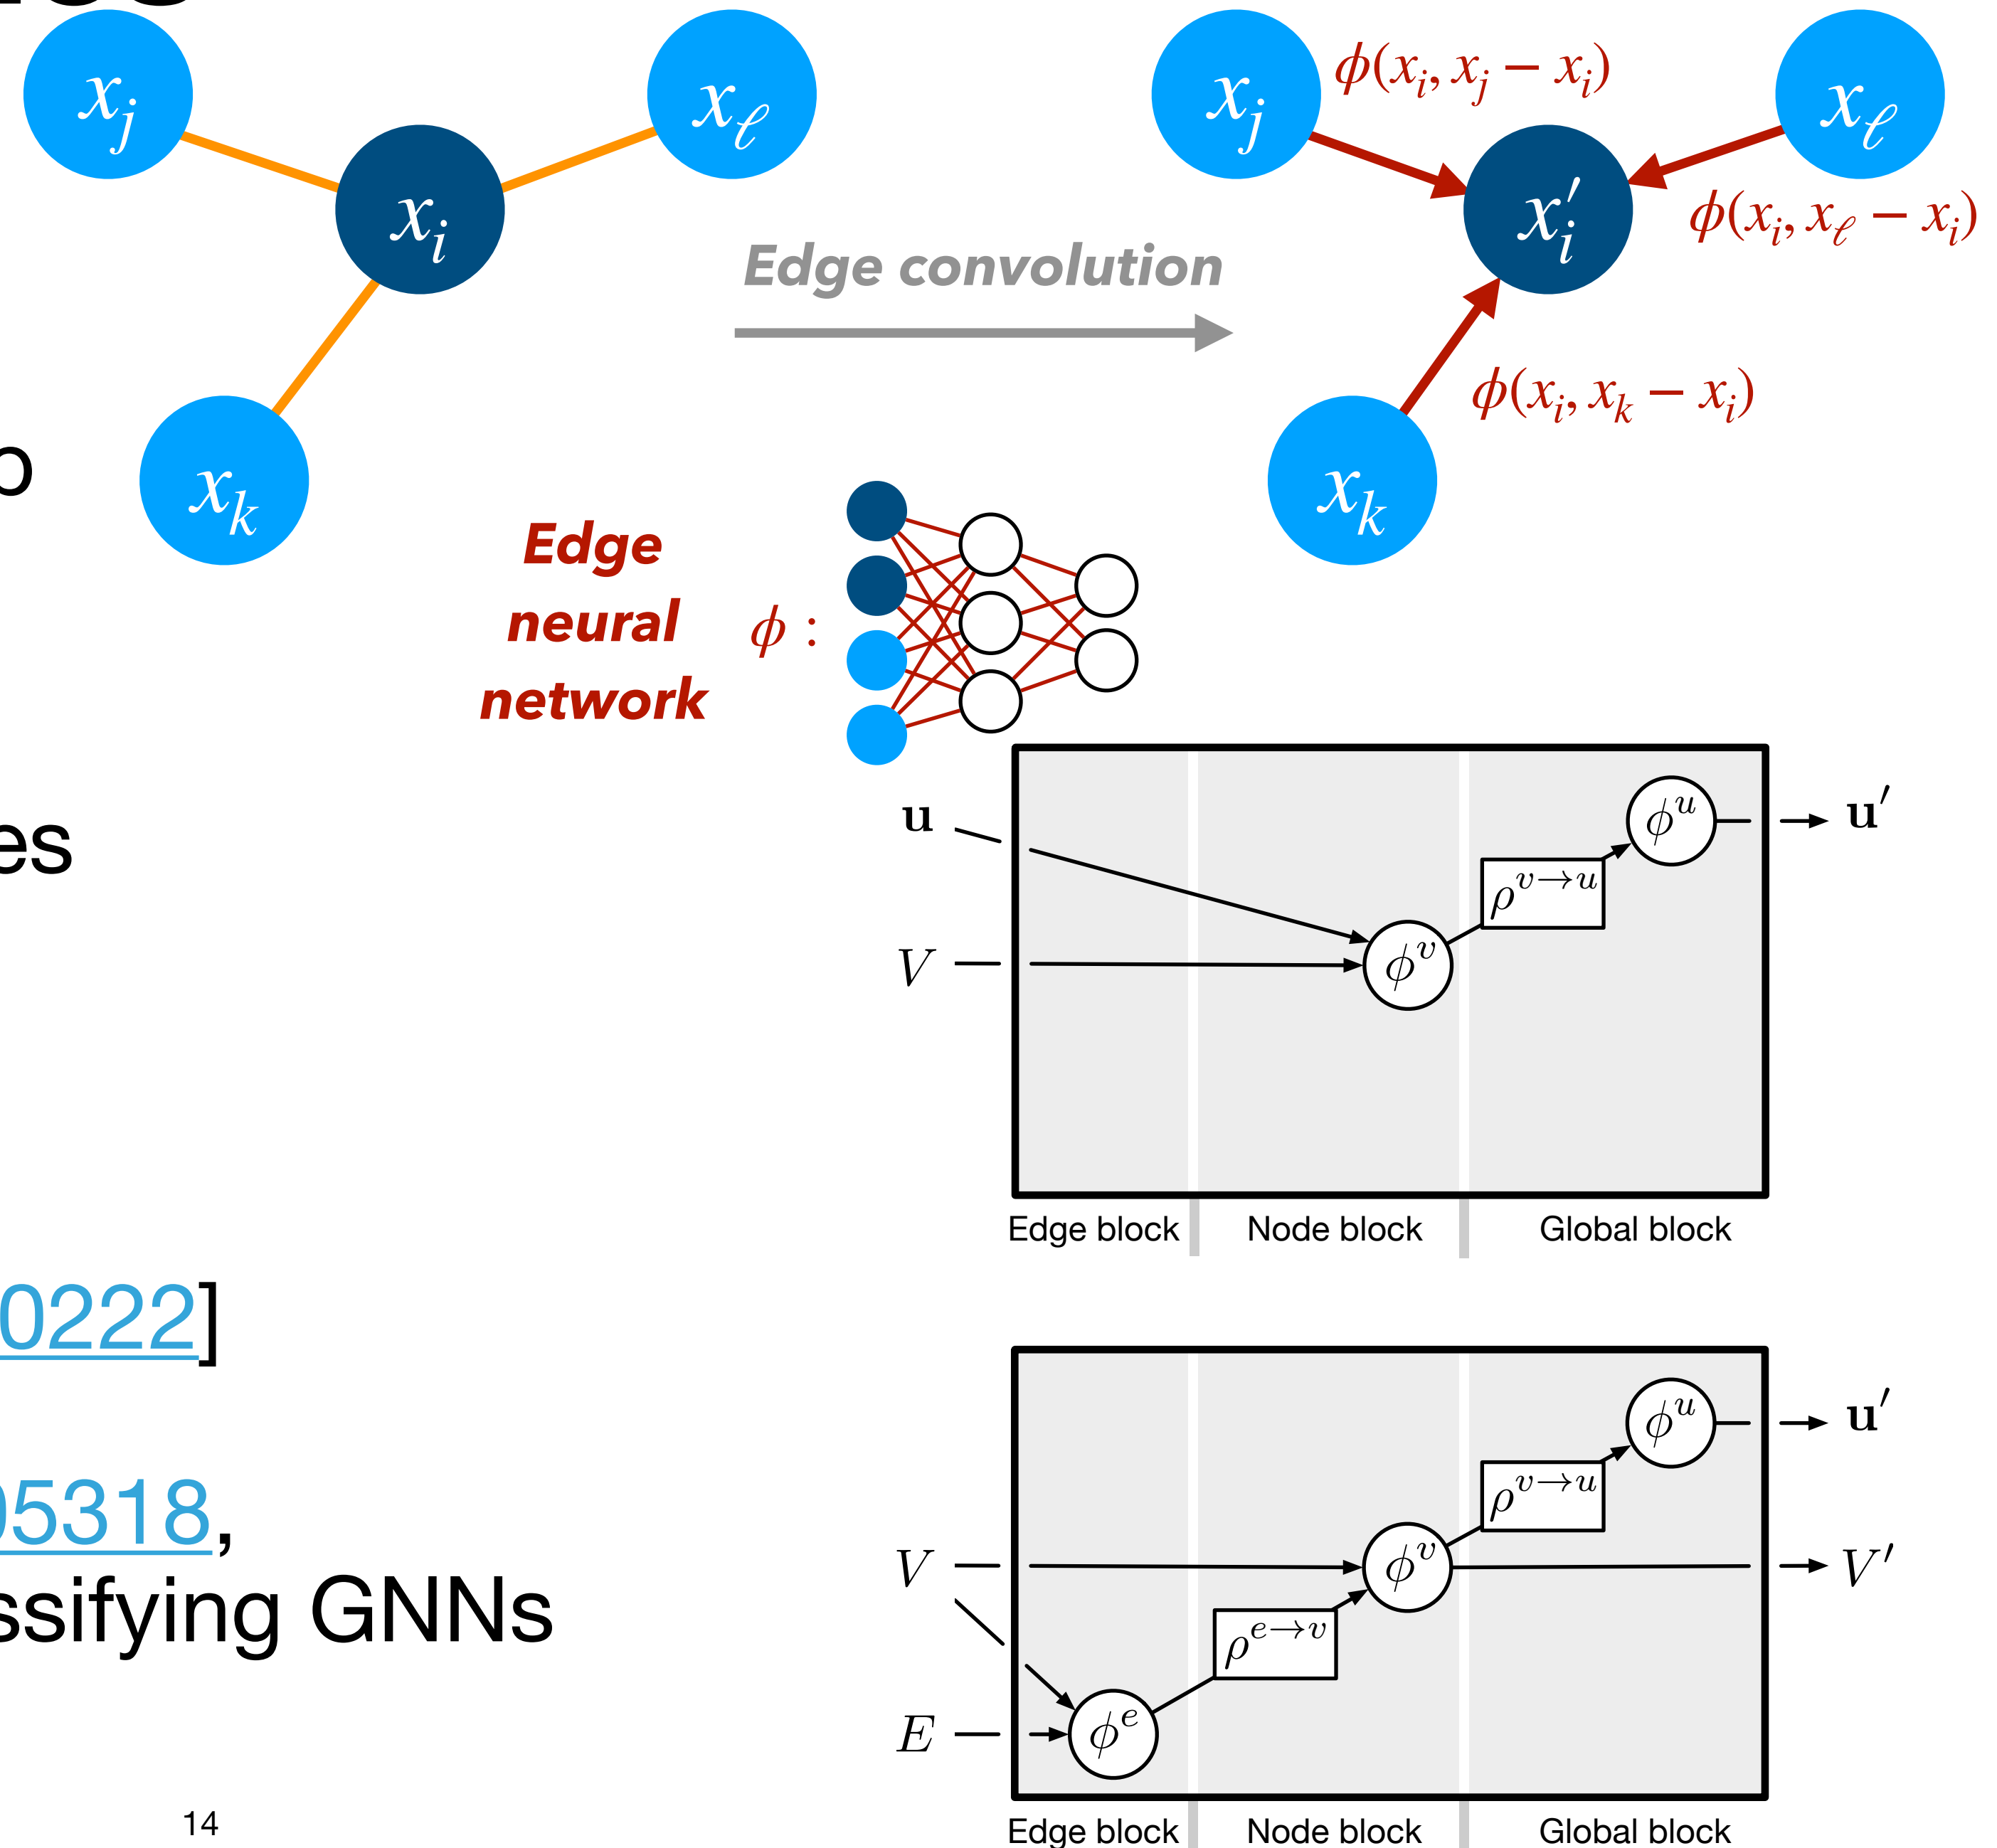 x_j
x_ℓ
x_i
x_k
Edge convolution
x_j
ϕ(x_i, x_j − x_i)
x_ℓ
x_i′
ϕ(x_i, x_ℓ − x_i)
ϕ(x_i, x_k − x_i)
x_k
Edge
neural
network
ϕ :
es
0222]
05318,
ssifying GNNs
14
u
V
ϕ^v
ρ^{v→u}
ϕ^u
u′
Edge block Node block Global block
V
E
ϕ^e
ρ^{e→v}
ϕ^v
ρ^{v→u}
ϕ^u
u′
V′
Edge block Node block Global block